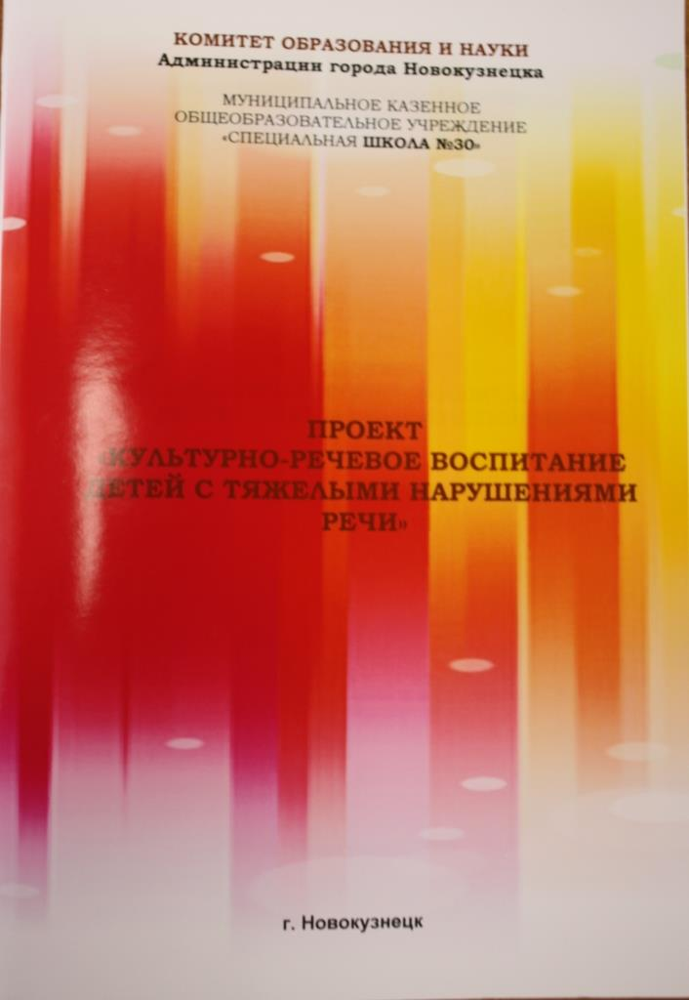 КОМИТЕТ ОБРАЗОВАНИЯ И НАУКИ
Администрации города Новокузнецка
МУНИЦИПАЛЬНОЕ КАЗЕННОЕ
ОБЩЕОБРАЗОВАТЕЛЬНОЕ УЧРЕЖДЕНИЕ
«СПЕЦИАЛЬНАЯ ШКОЛА №30»
ПРОЕКТ
«КУЛЬТУРНО-РЕЧЕВОЕ ВОСПИТАНИЕ
ДЕТЕЙ С ТЯЖЕЛЫМИ НАРУШЕНИЯМИ
РЕЧИ»
г. Новокузнецк